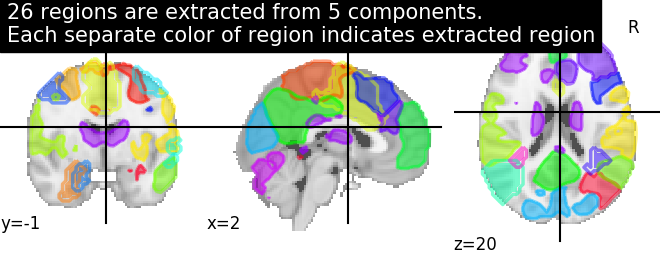 26 regions are extracted from 5 components.
Each separate color of region indicates extracted region
R
y=-1
x=2
z=20